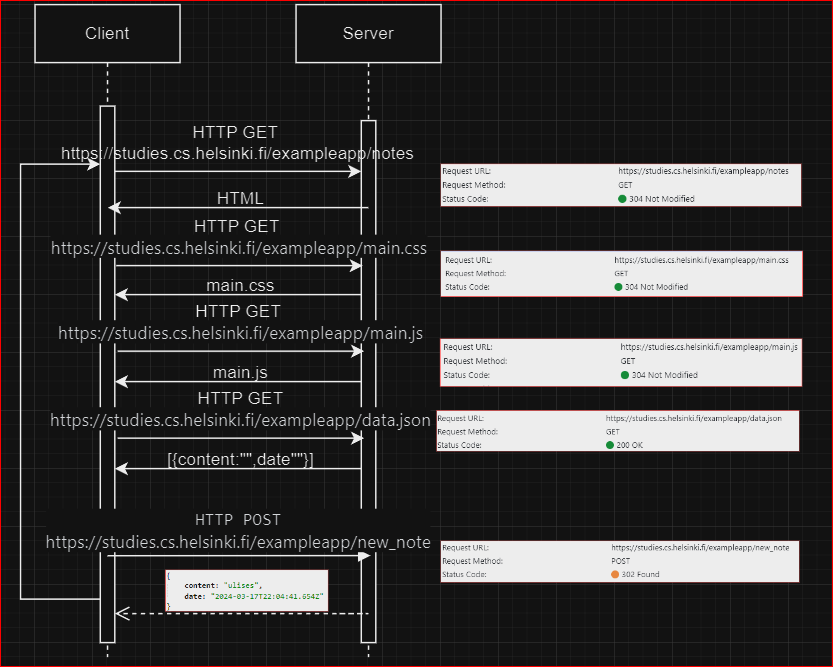 Client
Server
HTTP GET
https://studies.cs.helsinki.fi/exampleapp/notes
Request URL: https://studies.cs.helsinki.fi/exampleapp/notes
Request Method: GET
Status Code: 304 Not Modified
HTML
HTTP GET
https://studies.cs.helsinki.fi/exampleapp/main.css
Request URL: https://studies.cs.helsinki.fi/exampleapp/main.css
Request Method: GET
Status Code: 304 Not Modified
main.css
HTTP GET
https://studies.cs.helsinki.fi/exampleapp/main.js
Request URL: https://studies.cs.helsinki.fi/exampleapp/main.js
Request Method: GET
Status Code: 304 Not Modified
main.js
HTTP GET
https://studies.cs.helsinki.fi/exampleapp/data.json
Request URL: https://studies.cs.helsinki.fi/exampleapp/data.json
Request Method: GET
Status Code: 200 OK
[{content:"",date""}]
HTTP POST
https://studies.cs.helsinki.fi/exampleapp/new_note
Request URL: https://studies.cs.helsinki.fi/exampleapp/new_note
Request Method: POST
Status Code: 302 Found
{
content: "ulises",
date: "2024-03-17T22:04:41.654Z"
}